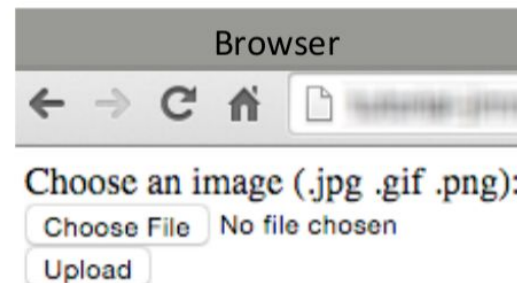 Browser
Choose an image (.jpg .gif .png):
Choose File No file chosen
Upload